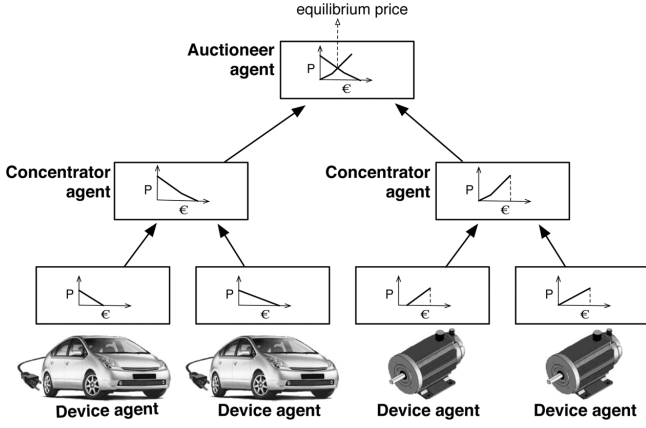 equilibrium price
Auctioneer
agent
P
€
Concentrator
agent
P
€
Concentrator
agent
P
€
P
€
P
€
P
€
P
€
Device agent
Device agent
Device agent
Device agent